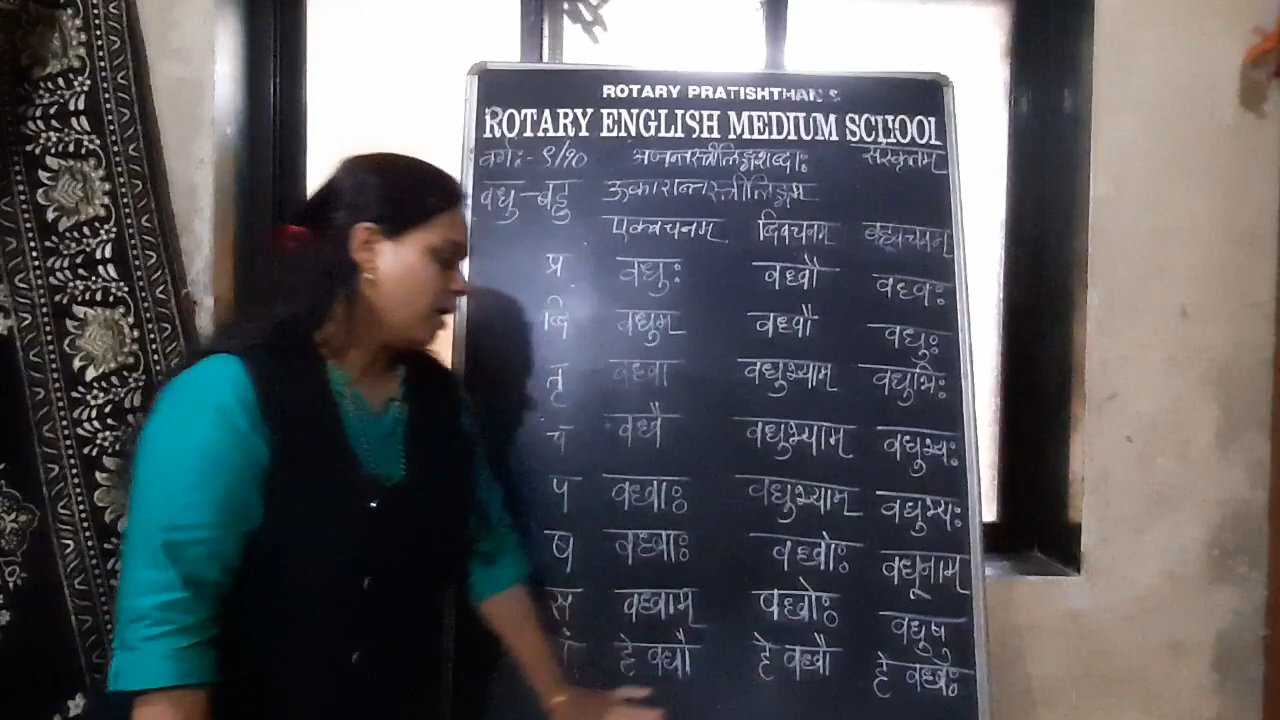 ROTARY PRATISHTHAN'S
ROTARY ENGLISH MEDIUM SCHOOL
वर्गः- ९/१० अजन्तस्त्रीलिङ्गशब्दाः संस्कृतम्
वधु - बहु ऊकारान्त स्त्रीलिङ्गम्
एकवचनम् द्विवचनम् बहूवचनम्
प्र वधुः वध्वौ वध्वः
द्वि वधुम् वध्वौ वधुः
तृ वध्वा वधुभ्याम् वधुभिः
च वध्वै वधुभ्याम् वधुभ्यः
प वध्वाः वधुभ्याम् वधुभ्यः
ष वध्वाः वध्वोः वधूनाम्
स वध्वाम् वध्वोः वधुषु
सं हे वधौ हे वध्वौ हे वध्वः